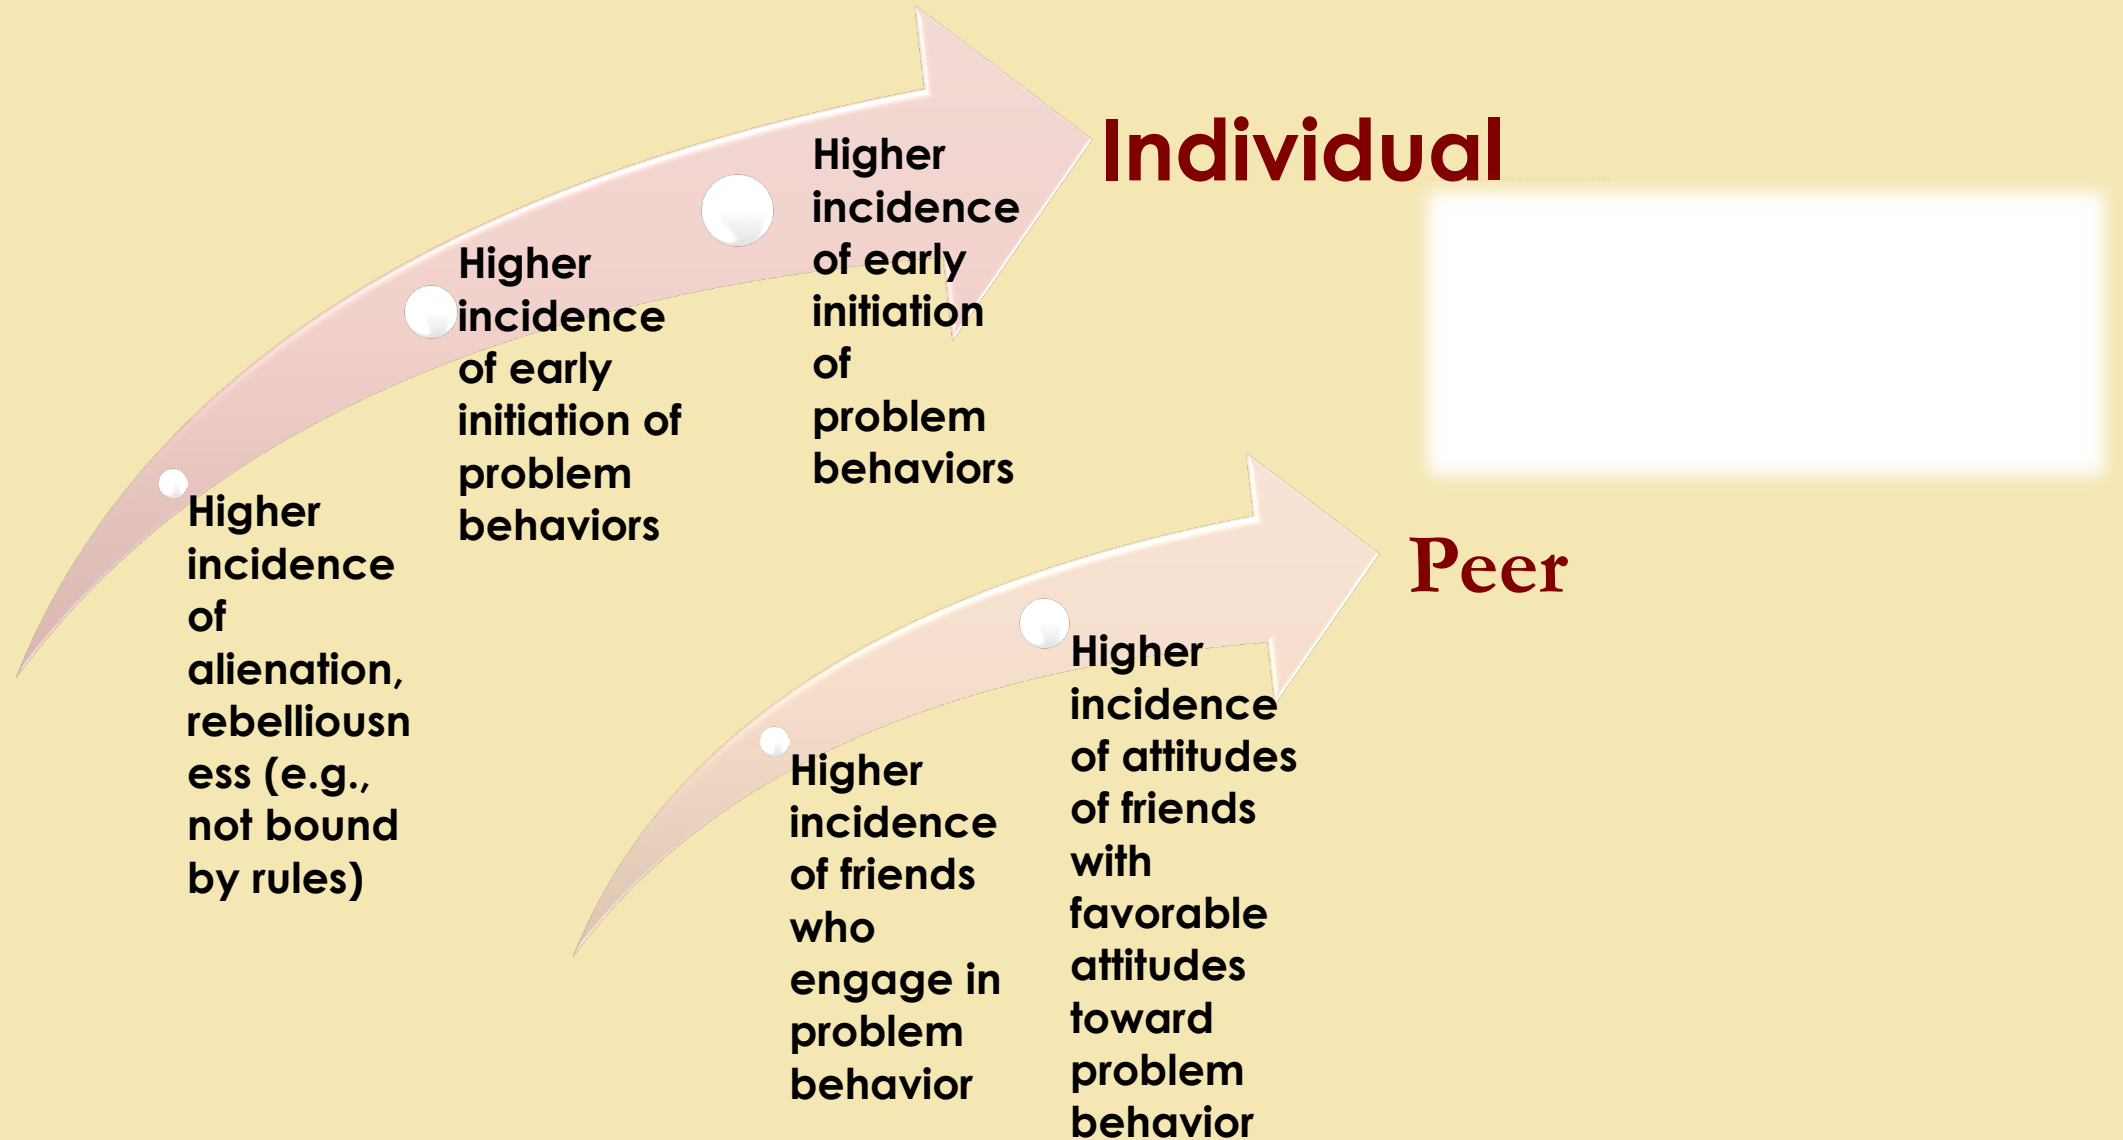 Individual
Higher
incidence
of
alienation,
rebelliousn
ess (e.g.,
not bound
by rules)
Higher
incidence
of early
initiation of
problem
behaviors
Higher
incidence
of early
initiation
of
problem
behaviors
Peer
Higher
incidence
of friends
who
engage in
problem
behavior
Higher
incidence
of attitudes
of friends
with
favorable
attitudes
toward
problem
behavior